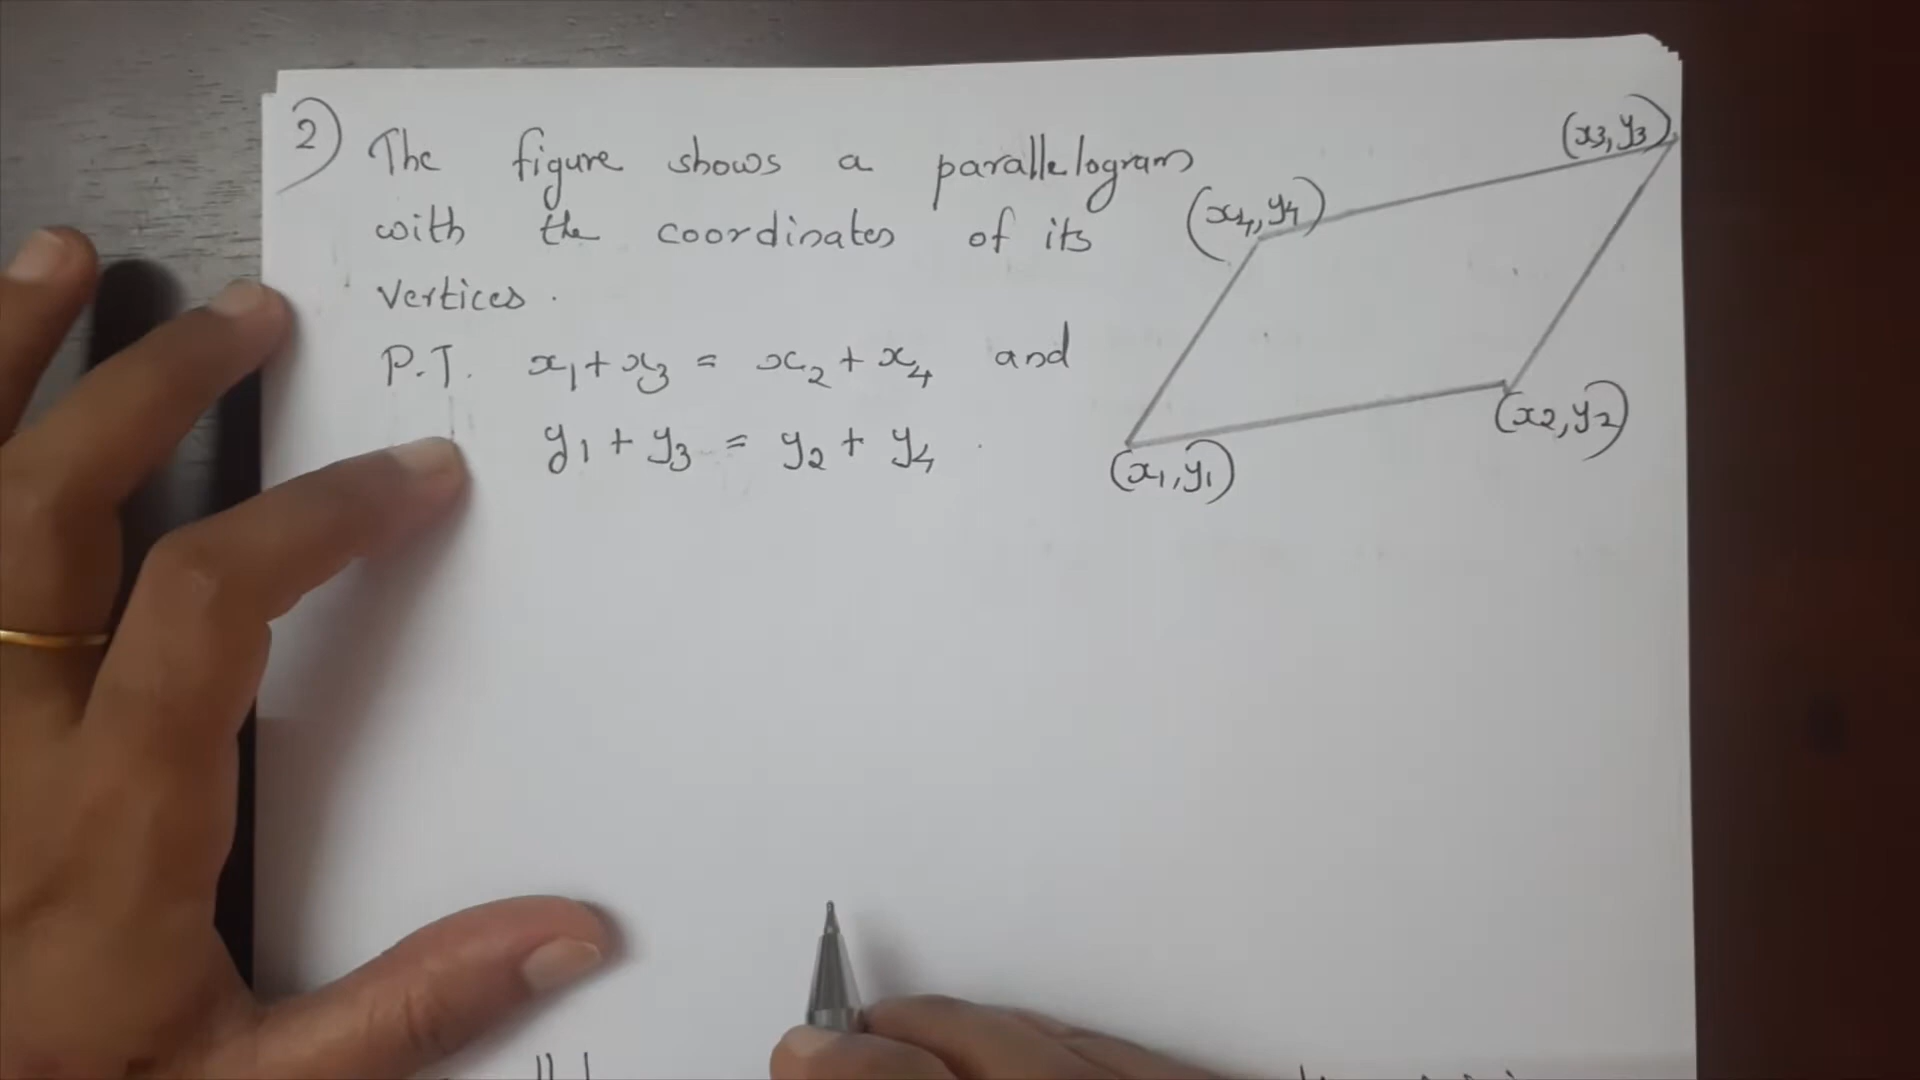 2) The figure shows a parallelogram
with the coordinates of its
vertices.
P.T. x₁ + x₃ = x₂ + x₄ and
y₁ + y₃ = y₂ + y₄.
(x₃, y₃)
(x₄, y₄)
(x₂, y₂)
(x₁, y₁)